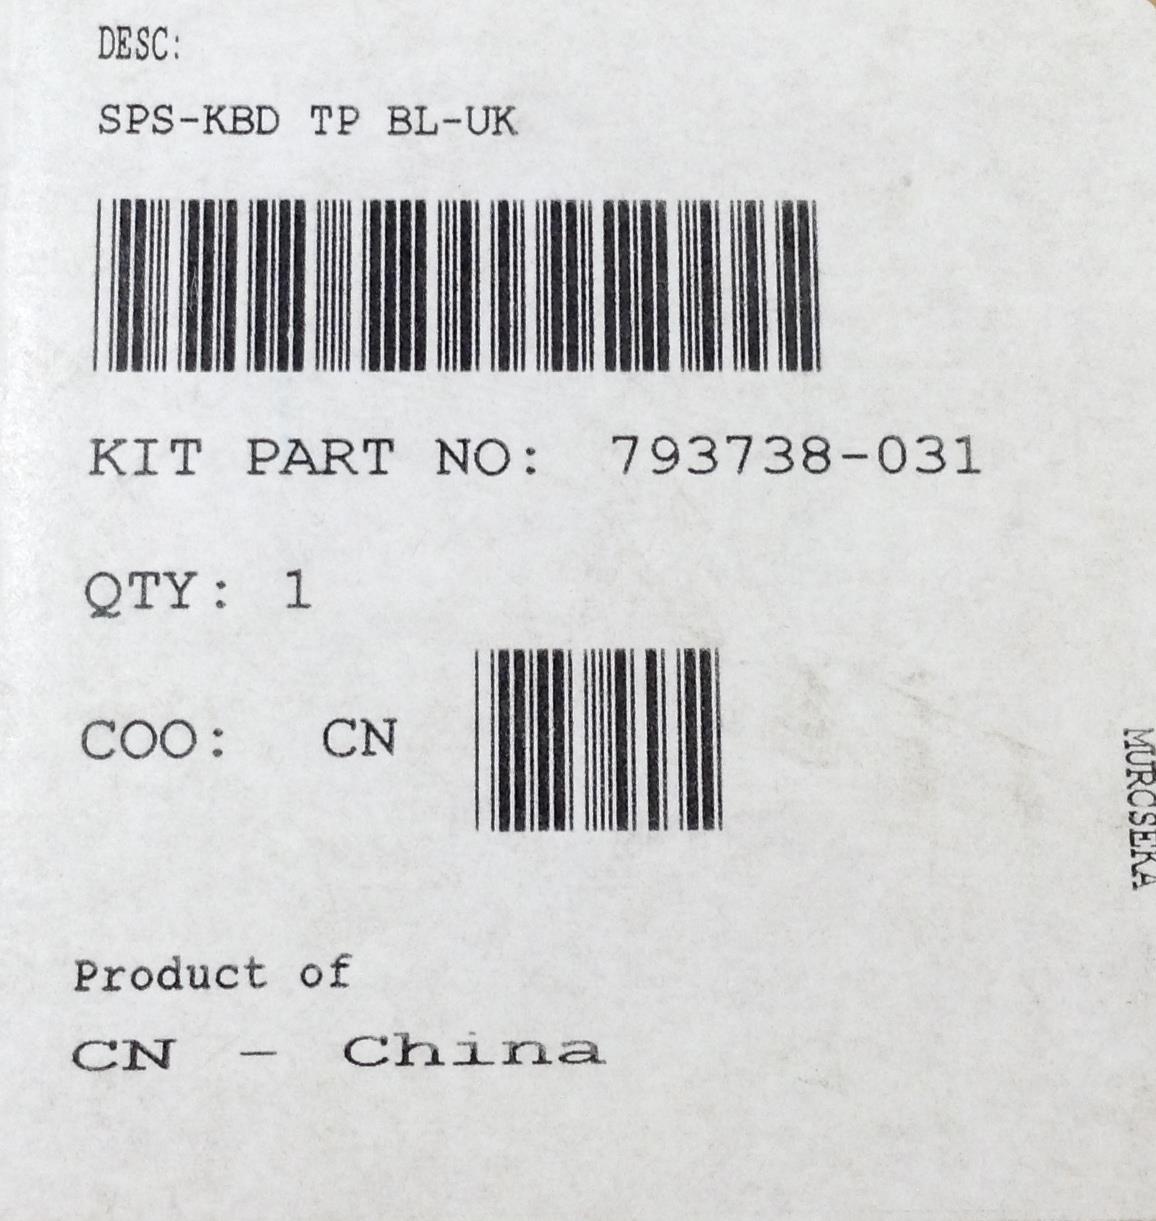 DESC:
SPS-KBD TP BL-UK
KIT PART NO: 793738-031
QTY: 1
COO: CN
Product of
CN - China
MURCSEKA